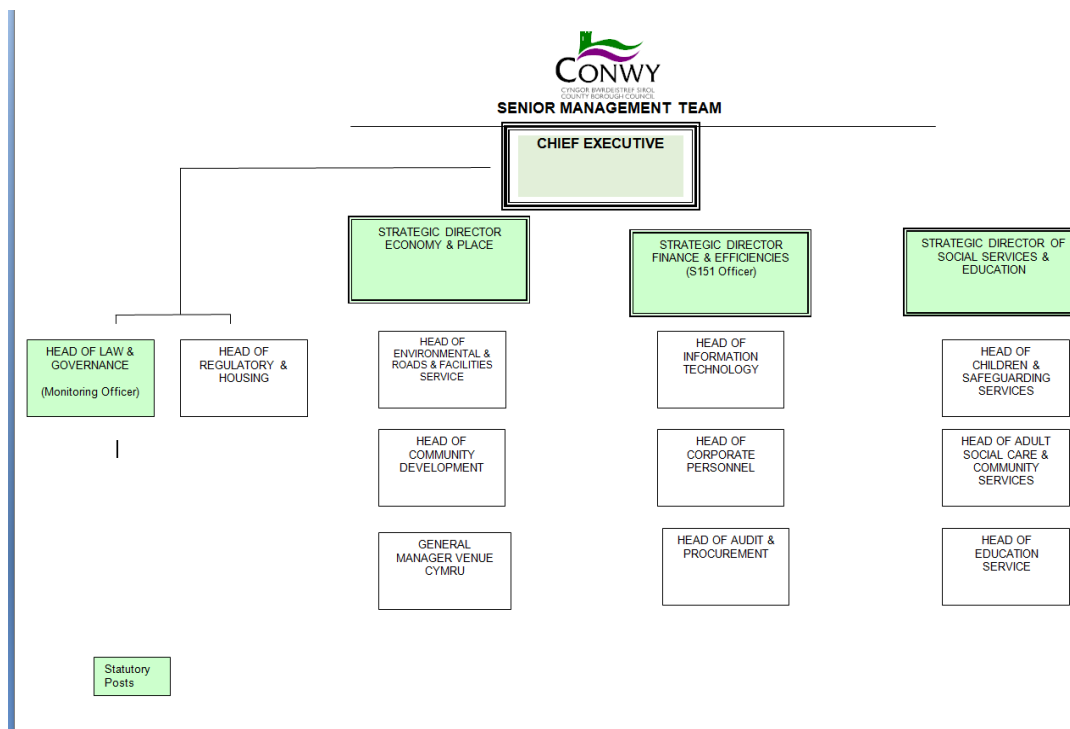 CONWY
CYNGOR BWRDEISTREF SIROL
COUNTY BOROUGH COUNCIL
SENIOR MANAGEMENT TEAM
CHIEF EXECUTIVE
STRATEGIC DIRECTOR
ECONOMY & PLACE
STRATEGIC DIRECTOR
FINANCE & EFFICIENCIES
(S151 Officer)
STRATEGIC DIRECTOR OF
SOCIAL SERVICES &
EDUCATION
HEAD OF LAW &
GOVERNANCE
(Monitoring Officer)
HEAD OF
REGULATORY &
HOUSING
HEAD OF
ENVIRONMENTAL &
ROADS & FACILITIES
SERVICE
HEAD OF
INFORMATION
TECHNOLOGY
HEAD OF
CHILDREN &
SAFEGUARDING
SERVICES
HEAD OF
COMMUNITY
DEVELOPMENT
HEAD OF
CORPORATE
PERSONNEL
HEAD OF ADULT
SOCIAL CARE &
COMMUNITY
SERVICES
GENERAL
MANAGER VENUE
CYMRU
HEAD OF AUDIT &
PROCUREMENT
HEAD OF
EDUCATION
SERVICE
Statutory
Posts